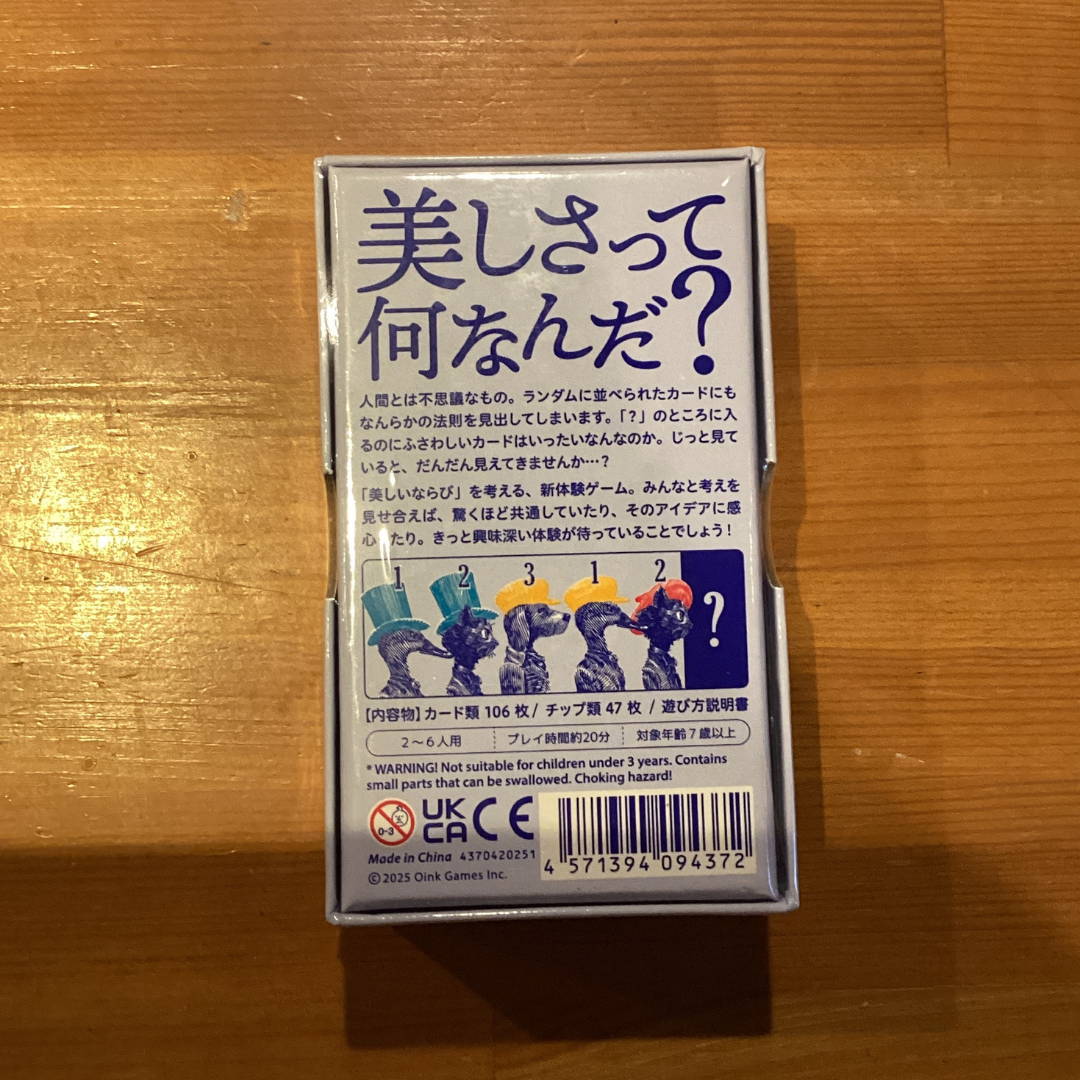 美しさって
何なんだ?
人間とは不思議なもの。ランダムに並べられたカードにも
なんらかの法則を見出してしまいます。「?」のところに入
るのにふさわしいカードはいったいなんなのか。じっと見て
いると、だんだん見えてきませんか…?
「美しいならび」を考える、新体験ゲーム。みんなと考えを
見せ合えば、驚くほど共通していたり、そのアイデアに感
心したり。きっと興味深い体験が待っていることでしょう!
1 2 3 1 2 ?
【内容物】カード類 106 枚 / チップ類 47 枚 / 遊び方説明書
2〜6人用 プレイ時間約20分 対象年齢7歳以上
* WARNING! Not suitable for children under 3 years. Contains
small parts that can be swallowed. Choking hazard!
0-3 UK CA CE
Made in China 4370420251
© 2025 Oink Games Inc.
4 571394 094372